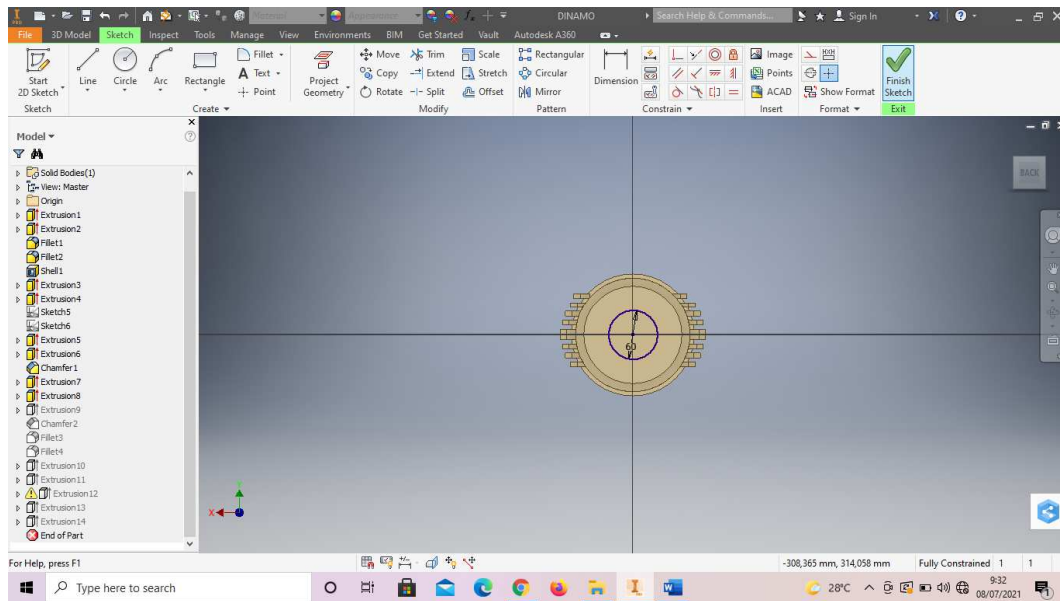 PRO Material Appearance DINAMO Search Help & Commands... Sign In
File 3D Model Sketch Inspect Tools Manage View Environments BIM Get Started Vault Autodesk A360
Start 2D Sketch Line Circle Arc Rectangle Fillet Text Point Project Geometry
Move Copy Rotate Trim Extend Split Scale Stretch Offset
Rectangular Circular Mirror Dimension Image Points ACAD Show Format Finish Sketch
Sketch Create Modify Pattern Constrain Insert Format Exit
Model
Solid Bodies(1)
View: Master
Origin
Extrusion1
Extrusion2
Fillet1
Fillet2
Shell1
Extrusion3
Extrusion4
Sketch5
Sketch6
Extrusion5
Extrusion6
Chamfer1
Extrusion7
Extrusion8
Extrusion9
Chamfer2
Fillet3
Fillet4
Extrusion10
Extrusion11
Extrusion12
Extrusion13
Extrusion14
End of Part
BACK
60
Y
X
For Help, press F1 -308,365 mm, 314,058 mm Fully Constrained 1 1
Type here to search 28°C 9:32
08/07/2021